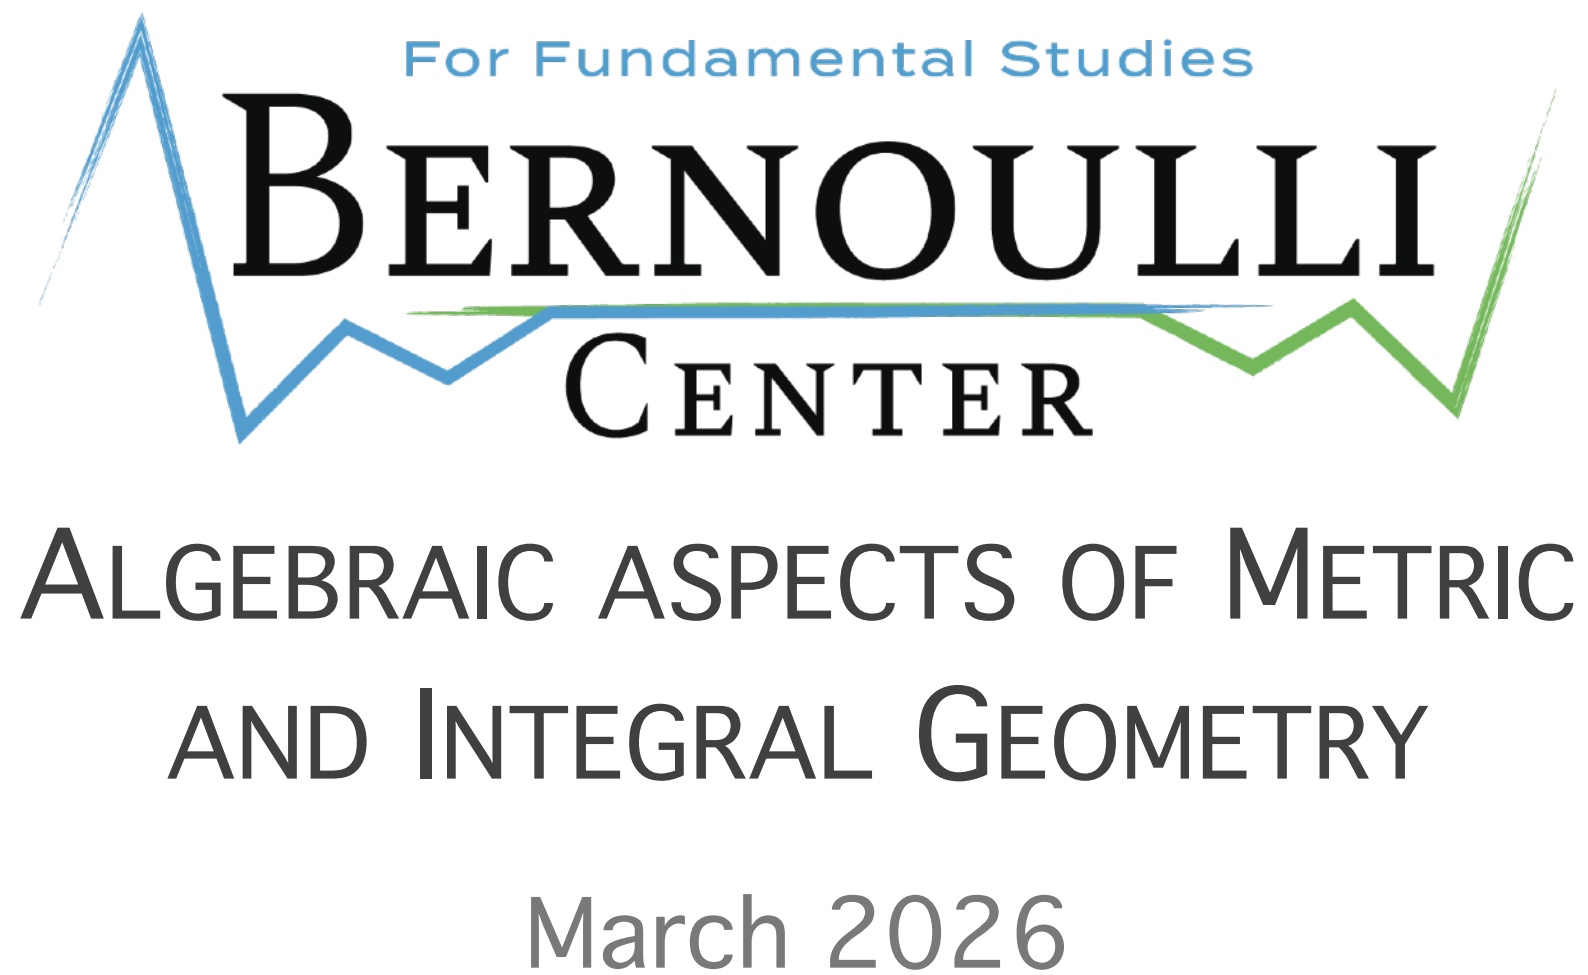 For Fundamental Studies
BERNOULLI
CENTER
ALGEBRAIC ASPECTS OF METRIC
AND INTEGRAL GEOMETRY
March 2026